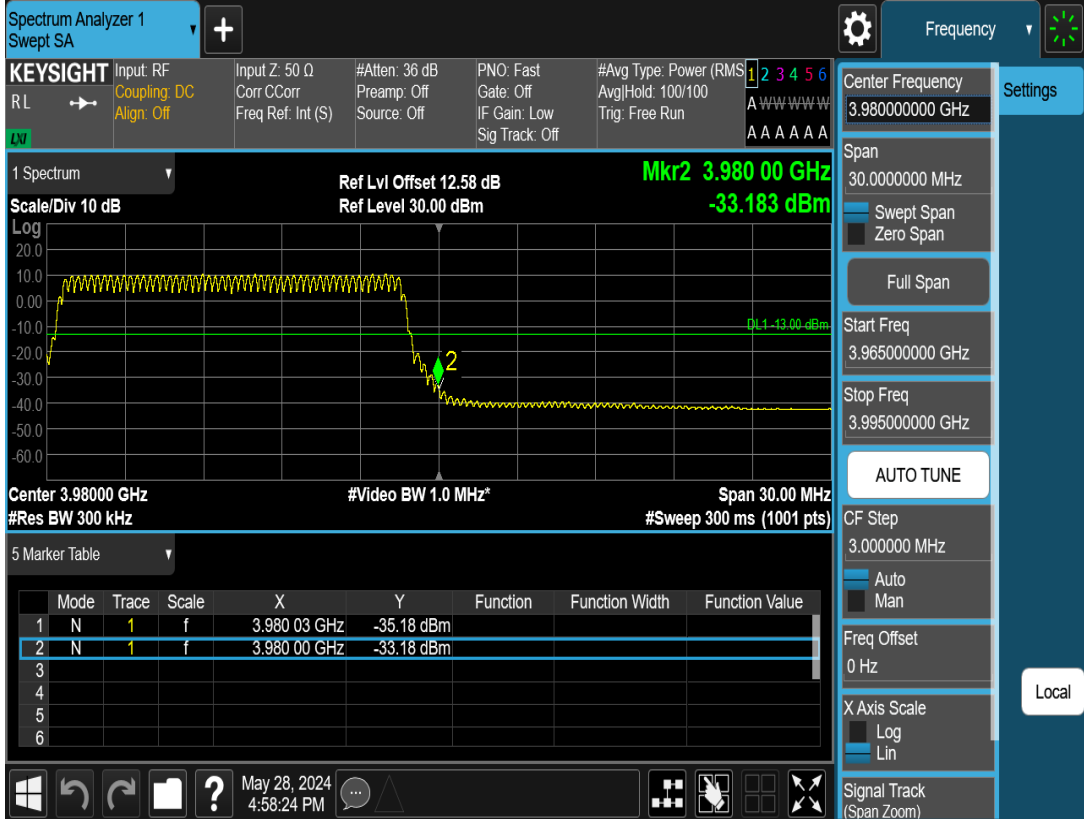 Spectrum Analyzer 1
Swept SA
Frequency
KEYSIGHT
Input: RF
Input Z: 50 Ω
#Atten: 36 dB
PNO: Fast
#Avg Type: Power (RMS
1 2 3 4 5 6
RL
Coupling: DC
Corr CCorr
Preamp: Off
Gate: Off
Avg|Hold: 100/100
A W W W W W
Align: Off
Freq Ref: Int (S)
Source: Off
IF Gain: Low
Trig: Free Run
LXI
Sig Track: Off
A A A A A A
1 Spectrum
Ref Lvl Offset 12.58 dB
Mkr2 3.980 00 GHz
Scale/Div 10 dB
Ref Level 30.00 dBm
-33.183 dBm
Log
20.0
10.0
0.00
-10.0
DL1 -13.00 dBm
-20.0
2
-30.0
-40.0
-50.0
-60.0
Center 3.98000 GHz
#Video BW 1.0 MHz*
Span 30.00 MHz
#Res BW 300 kHz
#Sweep 300 ms (1001 pts)
5 Marker Table
Mode Trace Scale X Y Function Function Width Function Value
1 N 1 f 3.980 03 GHz -35.18 dBm
2 N 1 f 3.980 00 GHz -33.18 dBm
3
4
5
6
?
May 28, 2024
4:58:24 PM
Center Frequency
3.980000000 GHz
Settings
Span
30.0000000 MHz
Swept Span
Zero Span
Full Span
Start Freq
3.965000000 GHz
Stop Freq
3.995000000 GHz
AUTO TUNE
CF Step
3.000000 MHz
Auto
Man
Freq Offset
0 Hz
Local
X Axis Scale
Log
Lin
Signal Track
(Span Zoom)